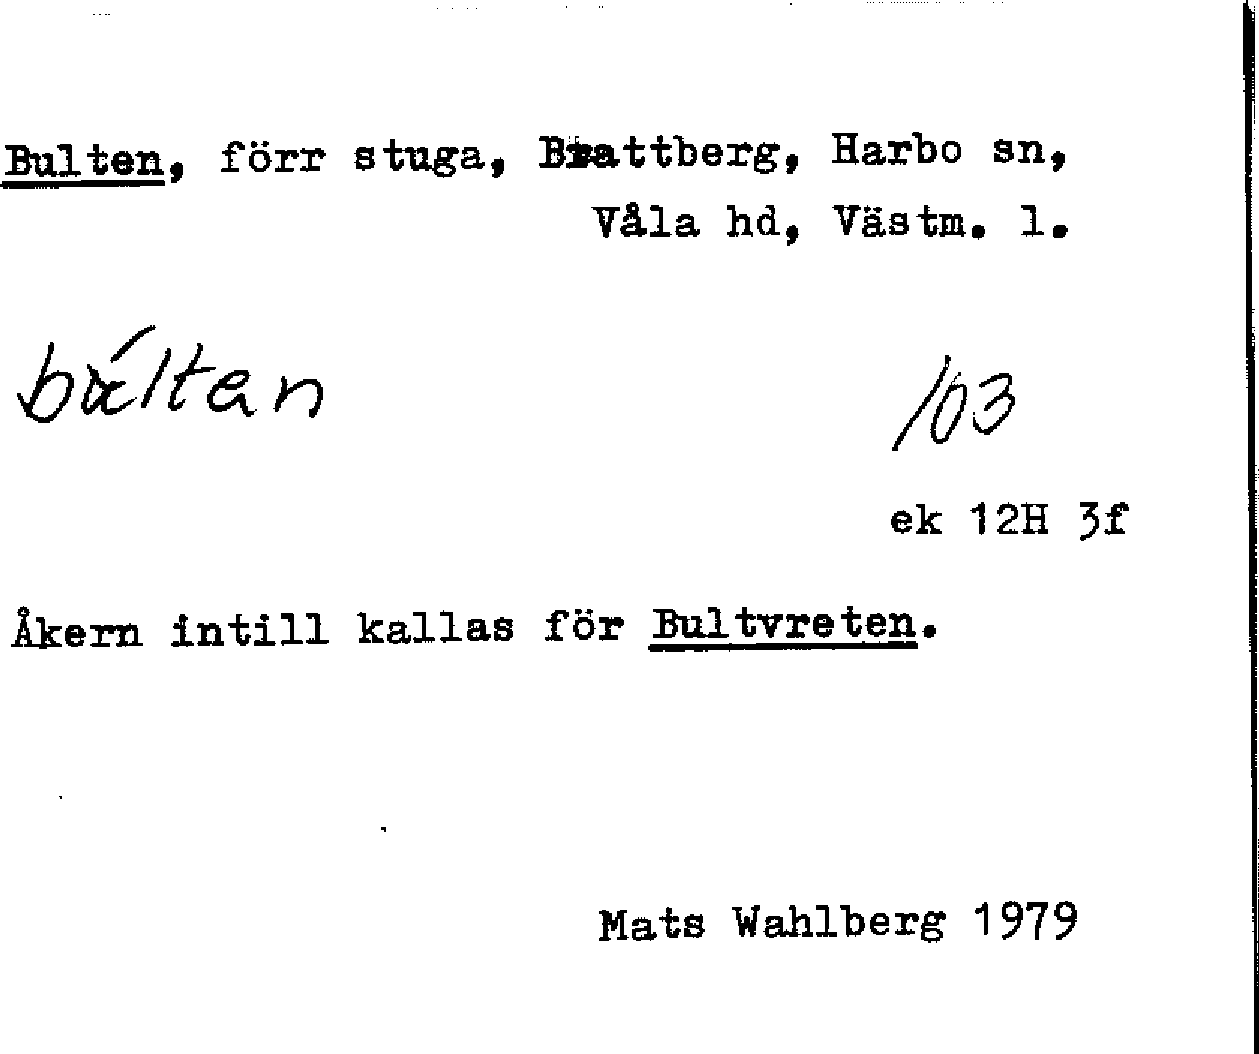 Bulten, förr stuga, Brattberg, Harbo sn,
Våla hd, Västm. l.
103
ek 12H 3f
Åkern intill kallas för Bultvreten.
Mats Wahlberg 1979